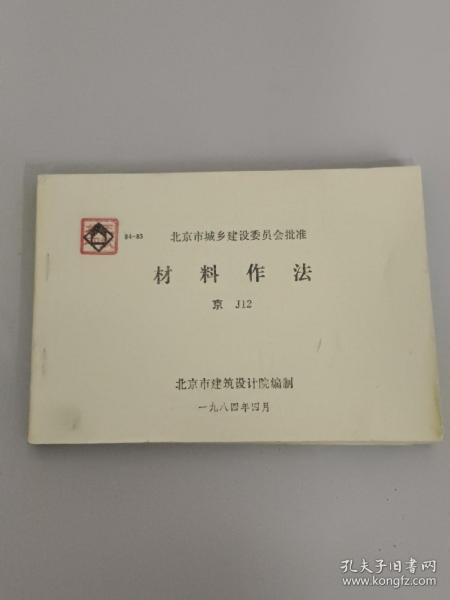 84-85
北京市城乡建设委员会批准
材料作法
京 J12
北京市建筑设计院编制
一九八四年四月
孔夫子旧书网
www.kongfz.com